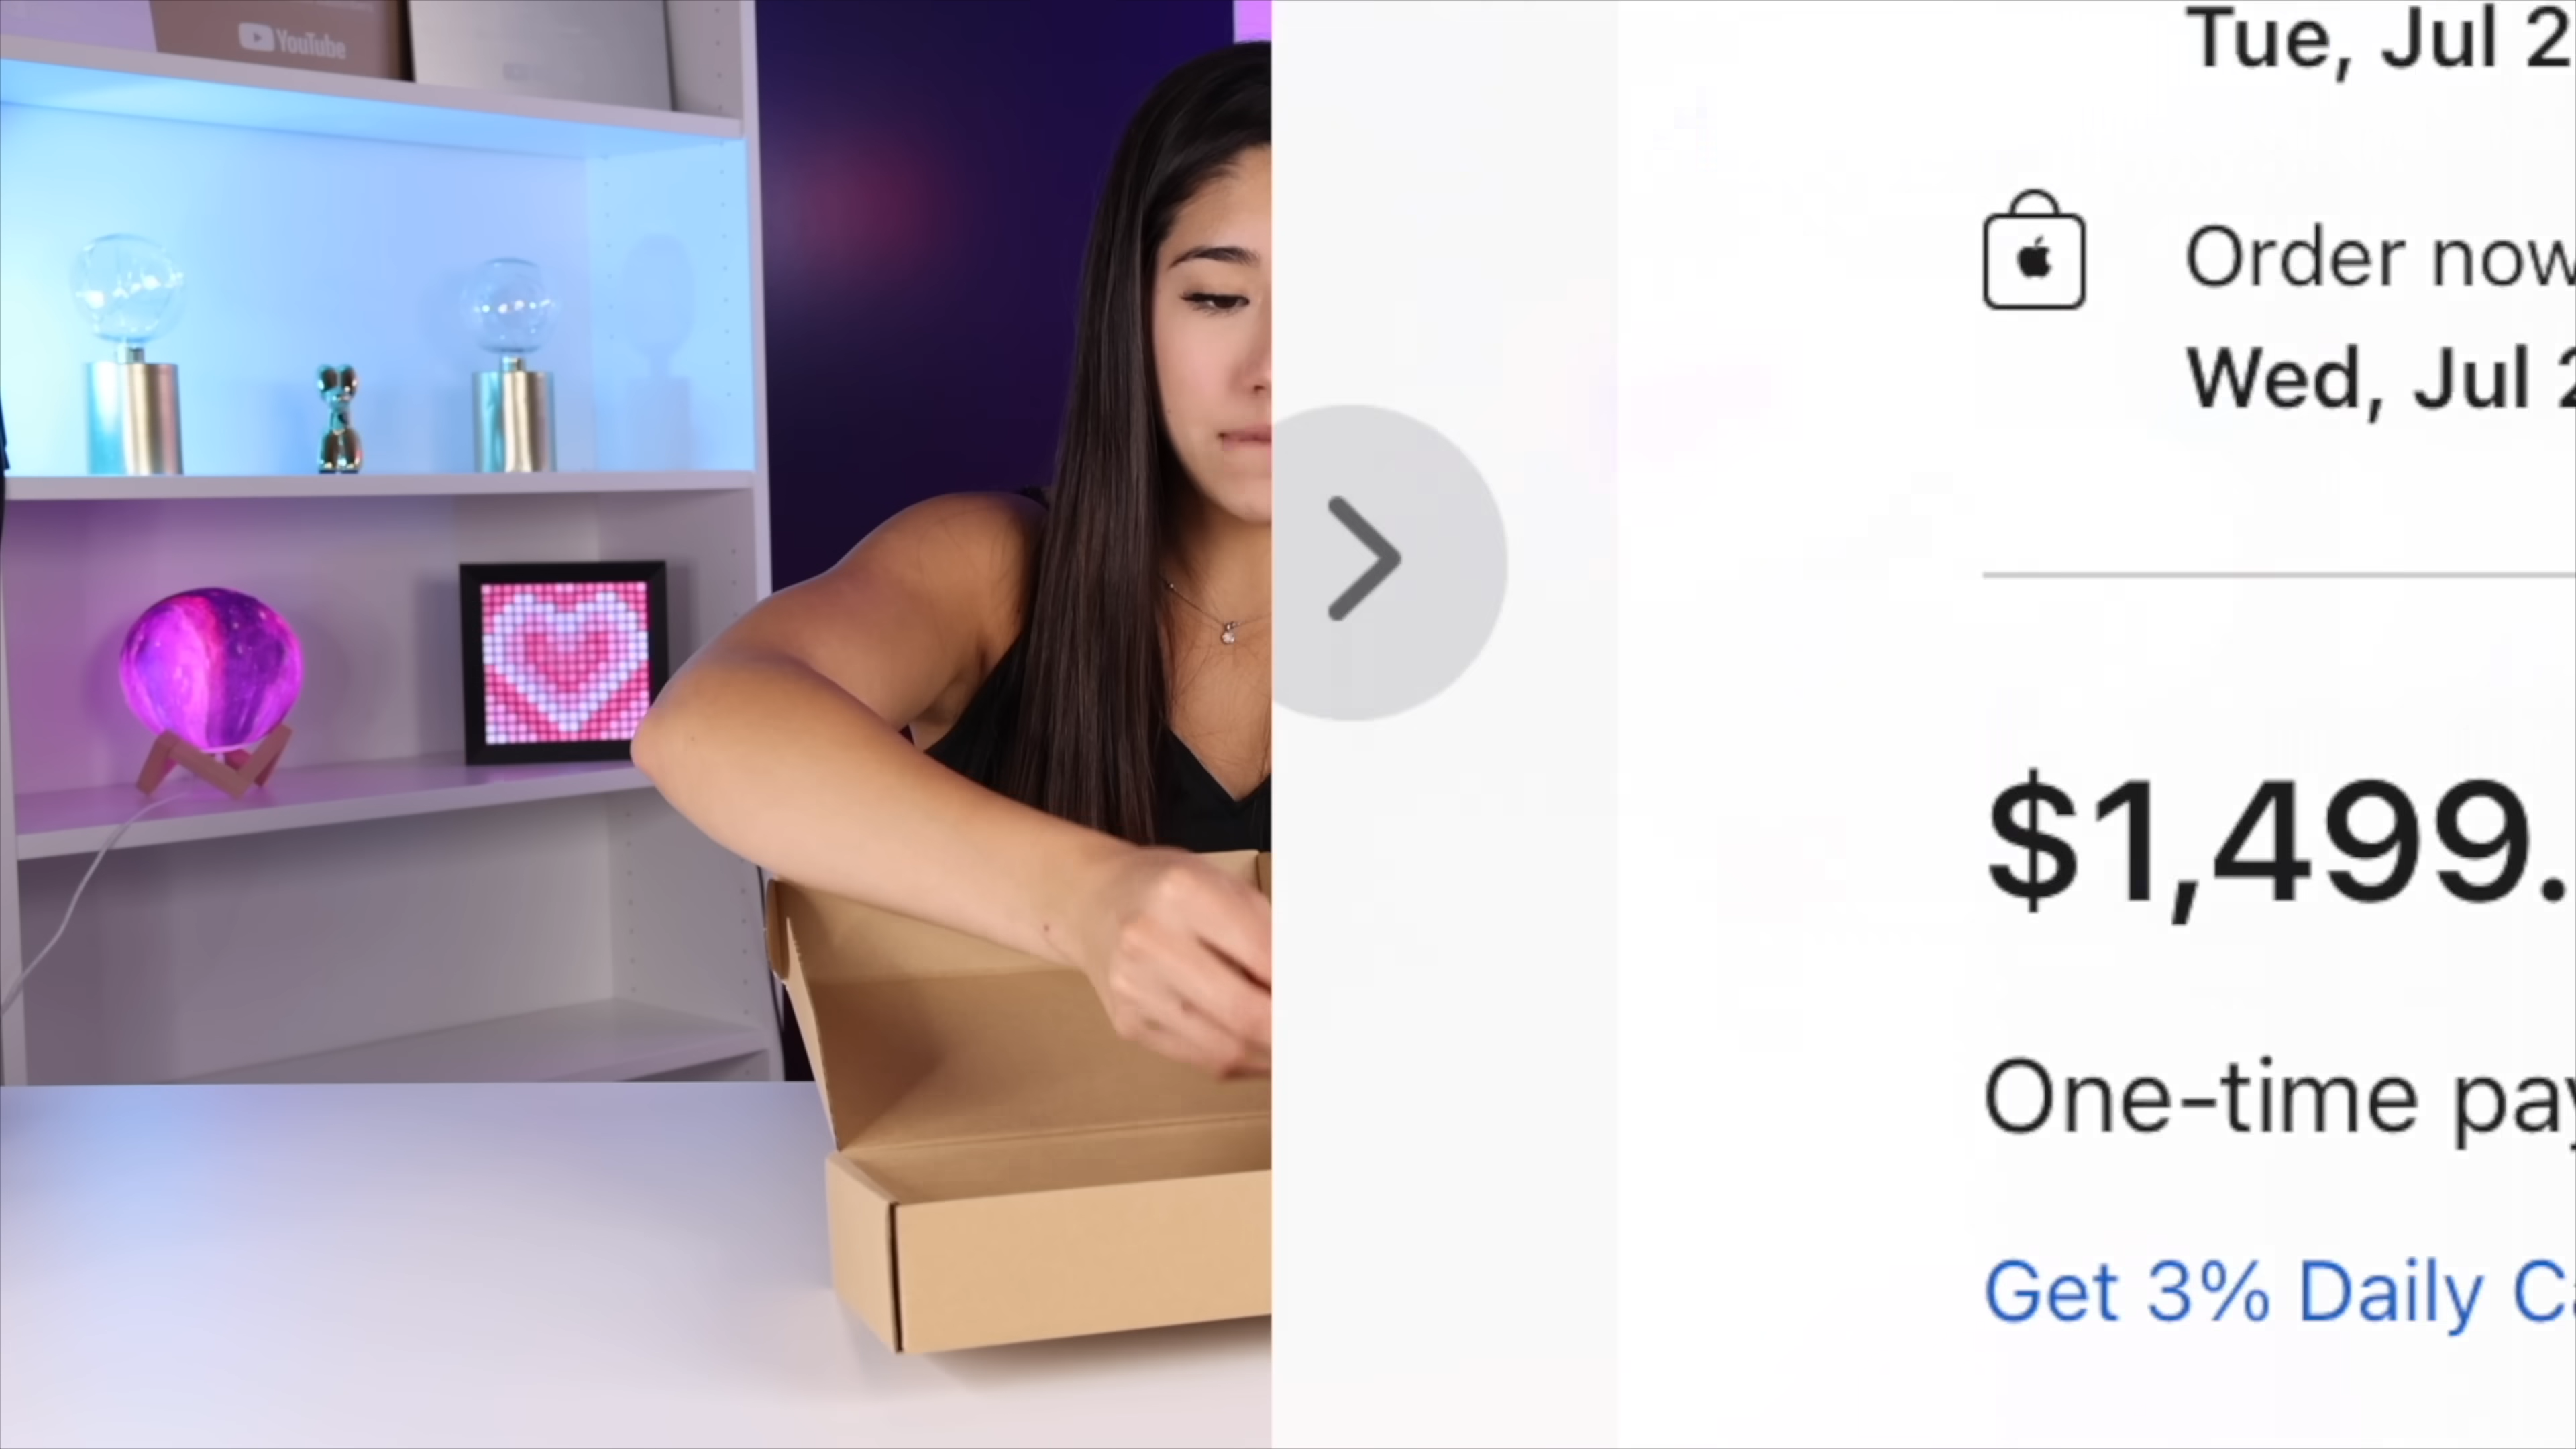 YouTube
Tue, Jul 2
Order now
Wed, Jul 2
$1,499.
One-time pay
Get 3% Daily C